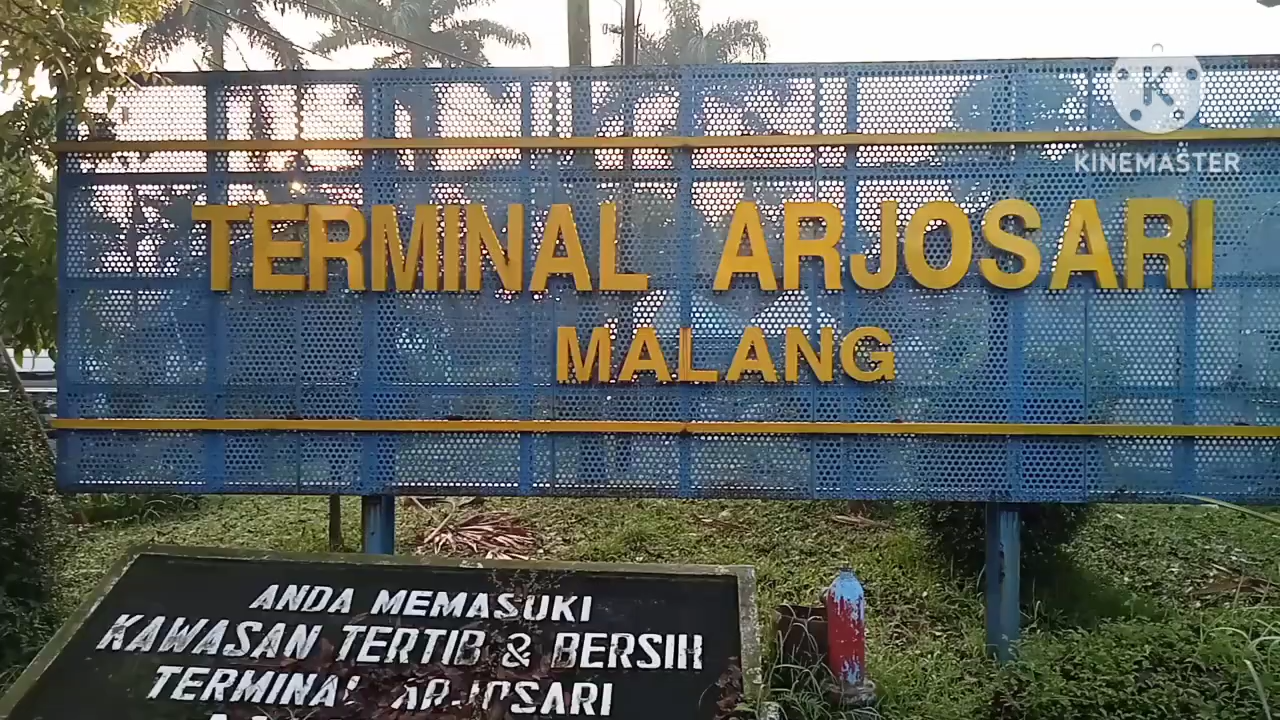 K
KINEMASTER
TERMINAL ARJOSARI
MALANG
ANDA MEMASUKI
KAWASAN TERTIB & BERSIH
TERMINAL ARJOSARI